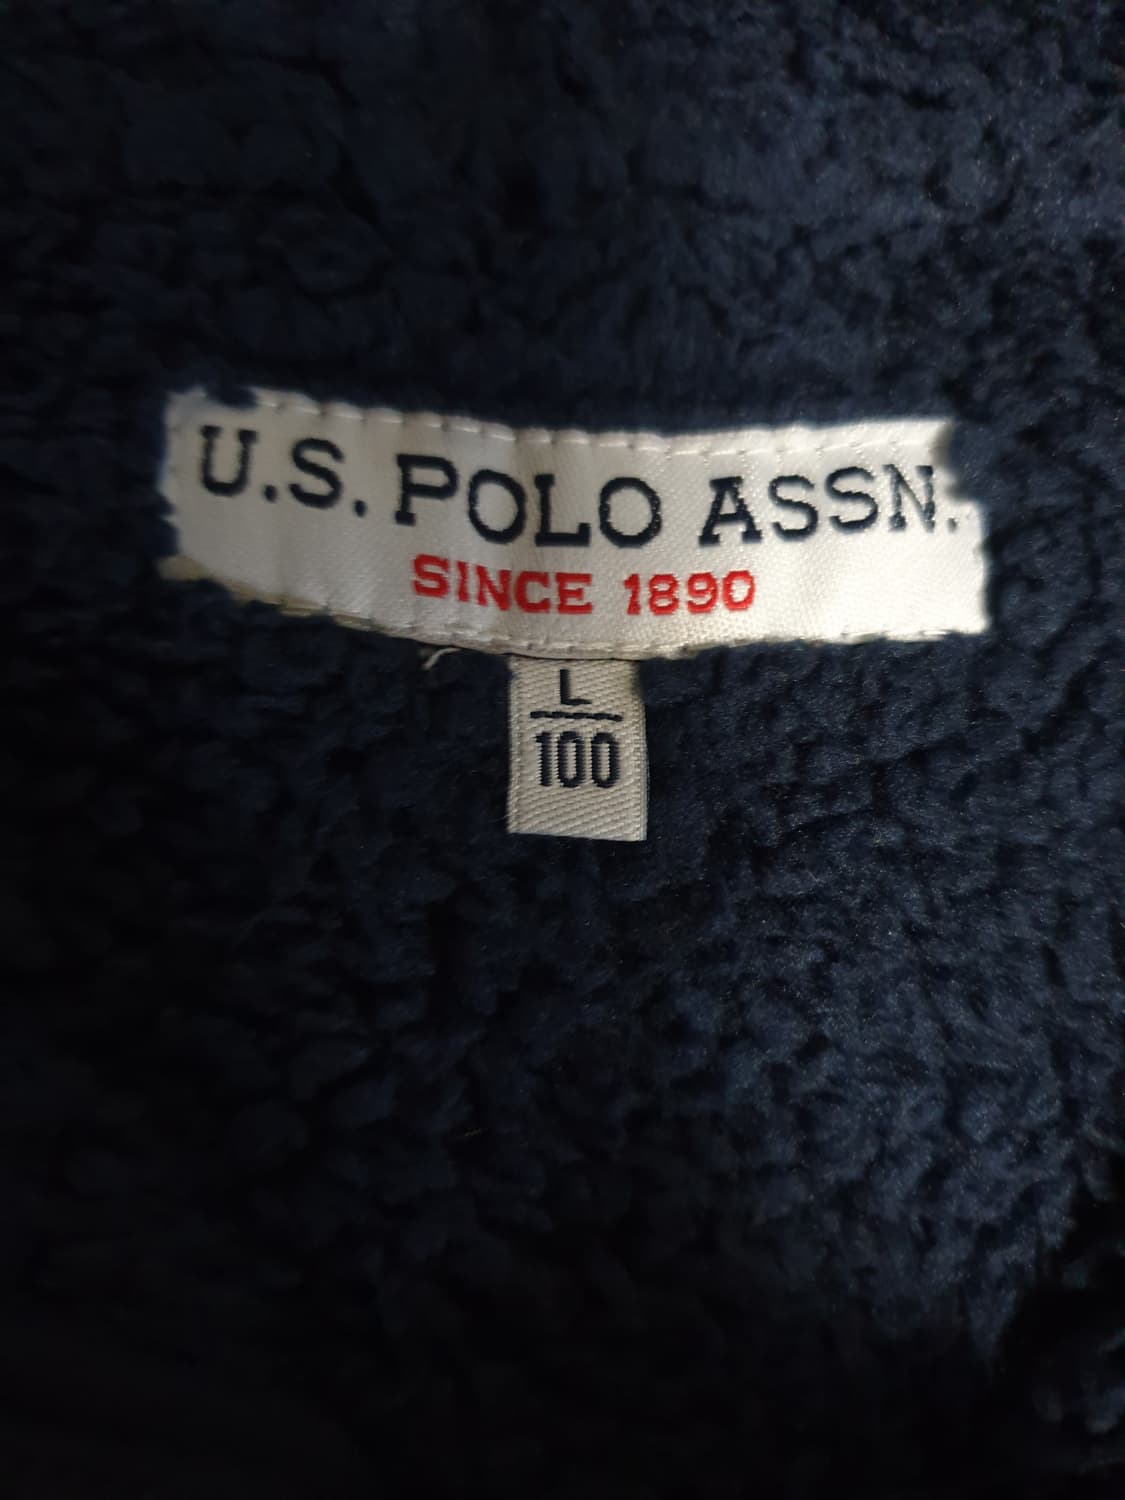 U.S. POLO ASSN.
SINCE 1890
L
100